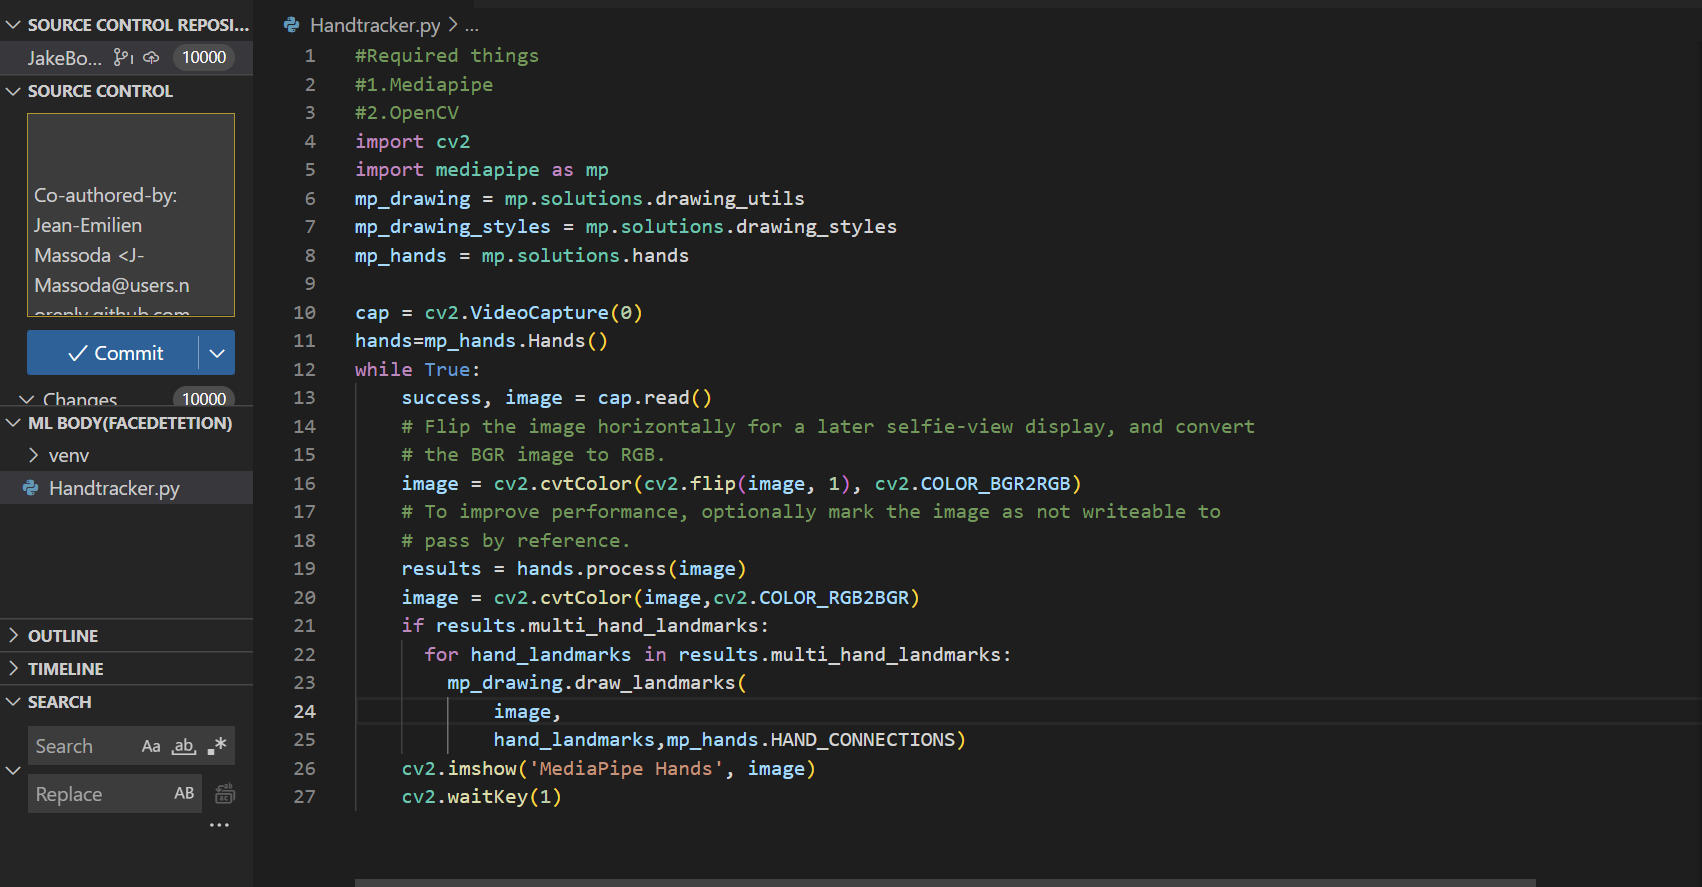 SOURCE CONTROL REPOSI...
JakeBo... 10000
SOURCE CONTROL
Co-authored-by:
Jean-Emilien
Massoda <J-
Massoda@users.n
oreply.github.com
Commit
Changes 10000
ML BODY(FACEDETETION)
venv
Handtracker.py
OUTLINE
TIMELINE
SEARCH
Search Aa ab .*
Replace AB
...
Handtracker.py > ...
1 #Required things
2 #1.Mediapipe
3 #2.OpenCV
4 import cv2
5 import mediapipe as mp
6 mp_drawing = mp.solutions.drawing_utils
7 mp_drawing_styles = mp.solutions.drawing_styles
8 mp_hands = mp.solutions.hands
9
10 cap = cv2.VideoCapture(0)
11 hands=mp_hands.Hands()
12 while True:
13 success, image = cap.read()
14 # Flip the image horizontally for a later selfie-view display, and convert
15 # the BGR image to RGB.
16 image = cv2.cvtColor(cv2.flip(image, 1), cv2.COLOR_BGR2RGB)
17 # To improve performance, optionally mark the image as not writeable to
18 # pass by reference.
19 results = hands.process(image)
20 image = cv2.cvtColor(image,cv2.COLOR_RGB2BGR)
21 if results.multi_hand_landmarks:
22 for hand_landmarks in results.multi_hand_landmarks:
23 mp_drawing.draw_landmarks(
24 image,
25 hand_landmarks,mp_hands.HAND_CONNECTIONS)
26 cv2.imshow('MediaPipe Hands', image)
27 cv2.waitKey(1)